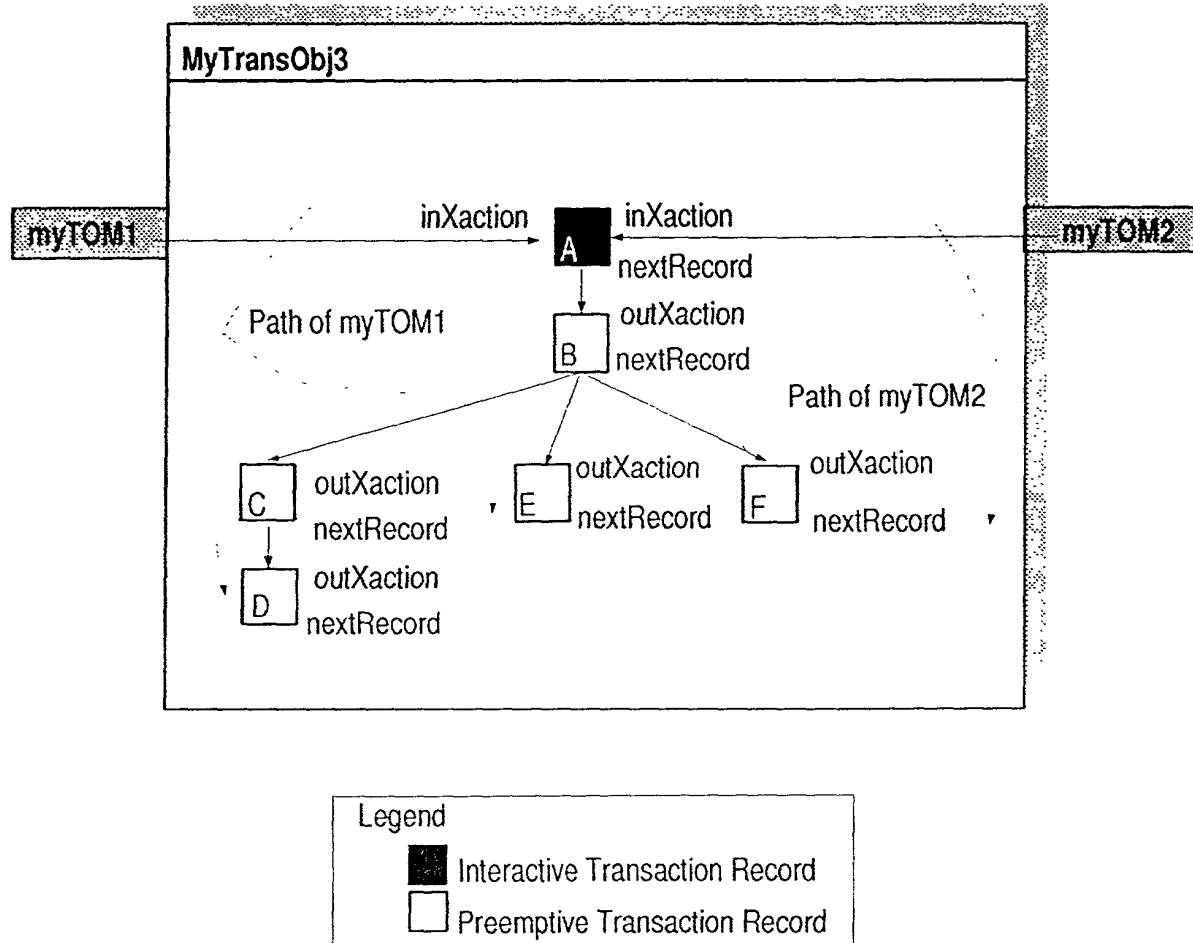 MyTransObj3
myTOM1
inXaction
inXaction
myTOM2
A
nextRecord
Path of myTOM1
outXaction
B
nextRecord
Path of myTOM2
C
outXaction
nextRecord
E
outXaction
nextRecord
F
outXaction
nextRecord
D
outXaction
nextRecord
Legend
Interactive Transaction Record
Preemptive Transaction Record